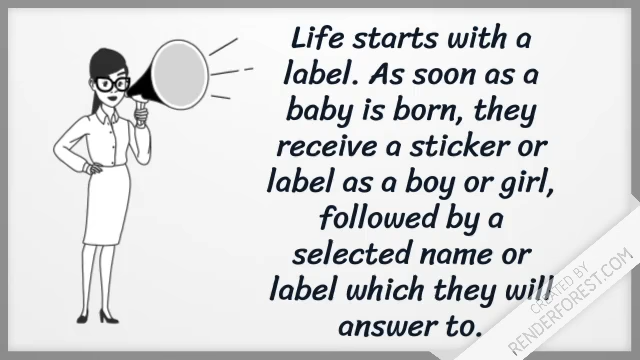 Life starts with a
label. As soon as a
baby is born, they
receive a sticker or
label as a boy or girl,
followed by a
selected name or
label which they will
answer to.
CREATED BY
RENDERFOREST.COM